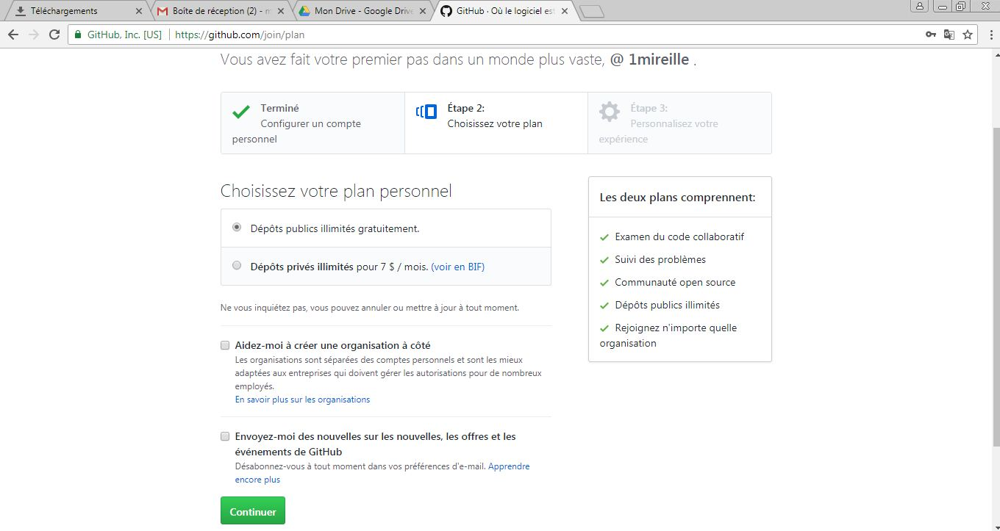 Téléchargements
Boîte de réception (2) - m
Mon Drive - Google Drive
GitHub · Où le logiciel est
GitHub, Inc. [US]
https://github.com/join/plan
Vous avez fait votre premier pas dans un monde plus vaste, @ 1mireille .
Terminé
Configurer un compte
personnel
Étape 2:
Choisissez votre plan
Étape 3:
Personnalisez votre
expérience
Choisissez votre plan personnel
Dépôts publics illimités gratuitement.
Dépôts privés illimités pour 7 $ / mois. (voir en BIF)
Ne vous inquiétez pas, vous pouvez annuler ou mettre à jour à tout moment.
Aidez-moi à créer une organisation à côté
Les organisations sont séparées des comptes personnels et sont les mieux
adaptées aux entreprises qui doivent gérer les autorisations pour de nombreux
employés.
En savoir plus sur les organisations
Envoyez-moi des nouvelles sur les nouvelles, les offres et les
événements de GitHub
Désabonnez-vous à tout moment dans vos préférences d'e-mail. Apprendre
encore plus
Continuer
Les deux plans comprennent:
Examen du code collaboratif
Suivi des problèmes
Communauté open source
Dépôts publics illimités
Rejoignez n'importe quelle
organisation